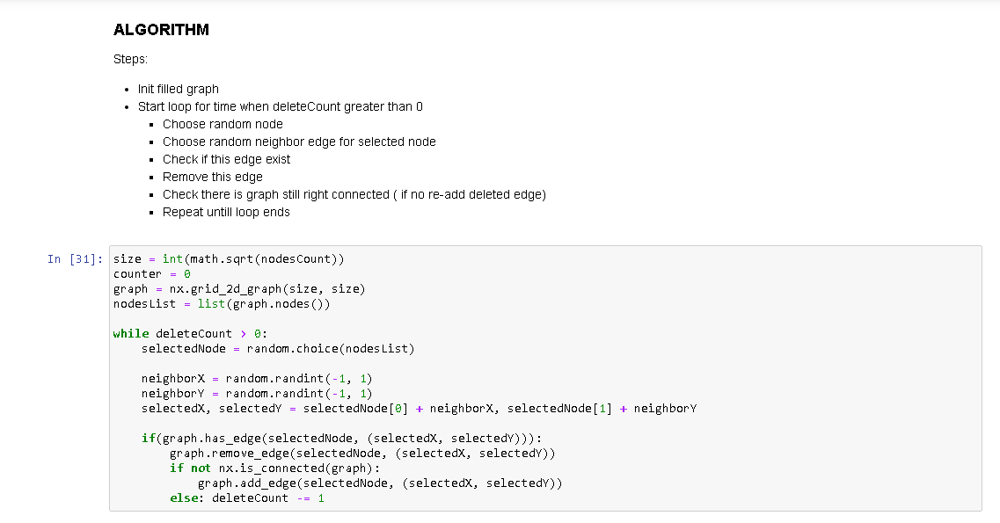 ALGORITHM
Steps:
• Init filled graph
• Start loop for time when deleteCount greater than 0
▪ Choose random node
▪ Choose random neighbor edge for selected node
▪ Check if this edge exist
▪ Remove this edge
▪ Check there is graph still right connected ( if no re-add deleted edge)
▪ Repeat untill loop ends
In [31]: size = int(math.sqrt(nodesCount))
counter = 0
graph = nx.grid_2d_graph(size, size)
nodesList = list(graph.nodes())
while deleteCount > 0:
    selectedNode = random.choice(nodesList)
    neighborX = random.randint(-1, 1)
    neighborY = random.randint(-1, 1)
    selectedX, selectedY = selectedNode[0] + neighborX, selectedNode[1] + neighborY
    if(graph.has_edge(selectedNode, (selectedX, selectedY))):
        graph.remove_edge(selectedNode, (selectedX, selectedY))
        if not nx.is_connected(graph):
            graph.add_edge(selectedNode, (selectedX, selectedY))
        else: deleteCount -= 1